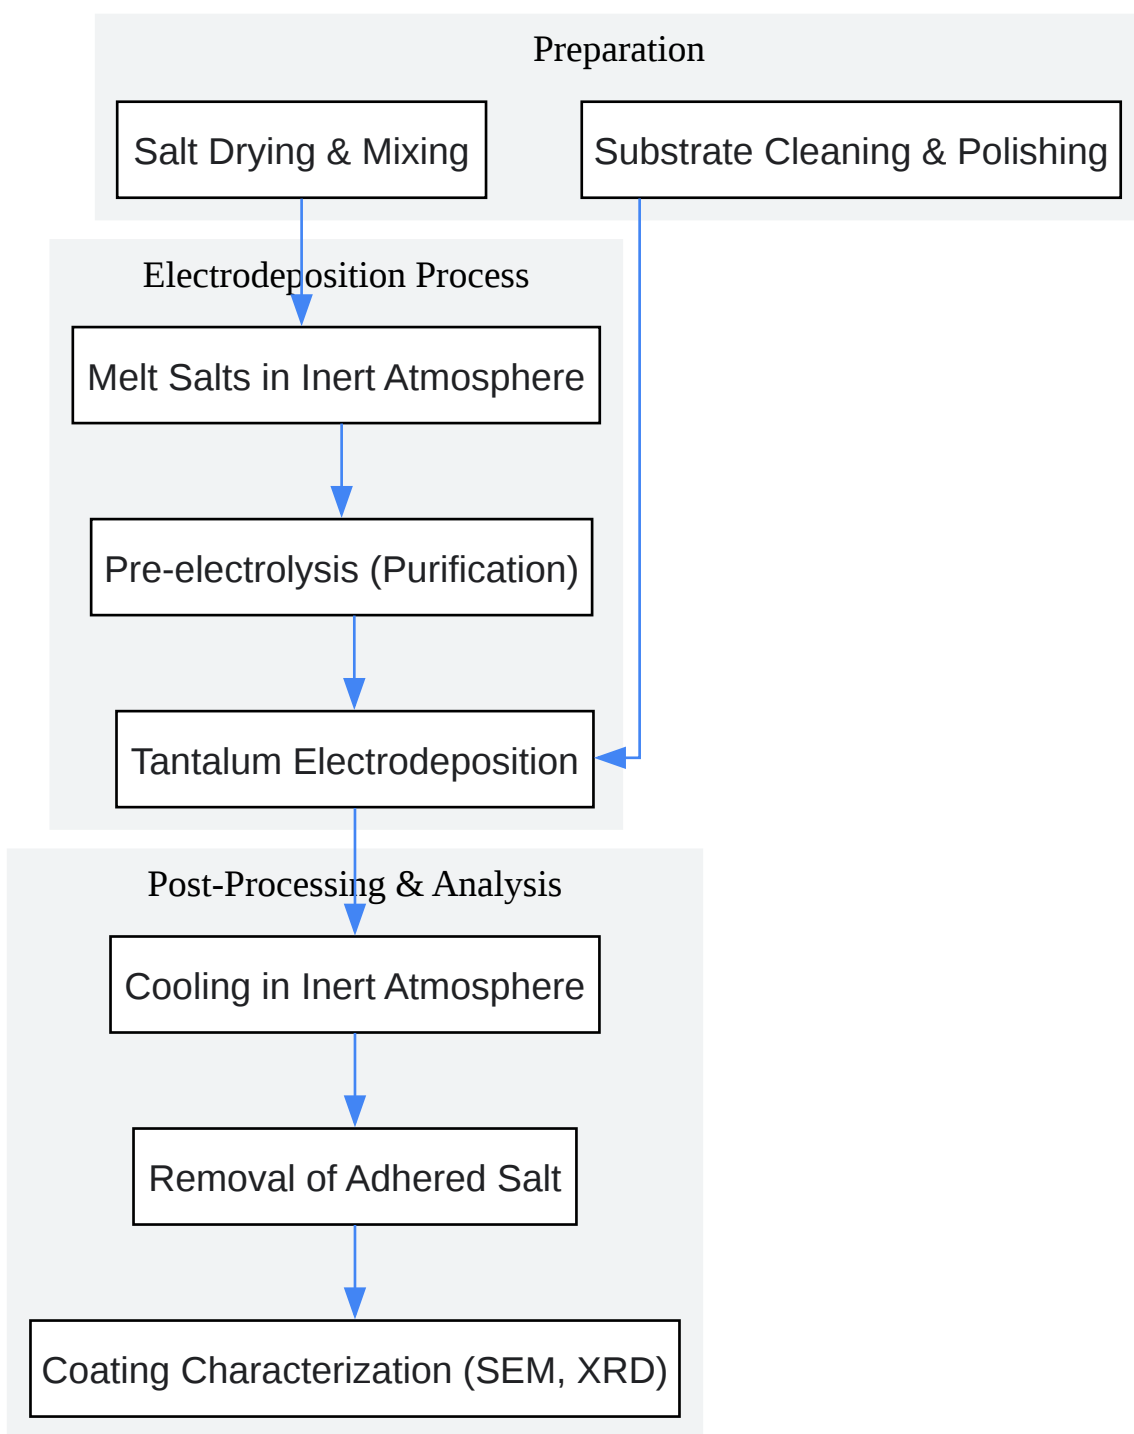 Preparation
Salt Drying & Mixing
Substrate Cleaning & Polishing
Electrodeposition Process
Melt Salts in Inert Atmosphere
Pre-electrolysis (Purification)
Tantalum Electrodeposition
Post-Processing & Analysis
Cooling in Inert Atmosphere
Removal of Adhered Salt
Coating Characterization (SEM, XRD)